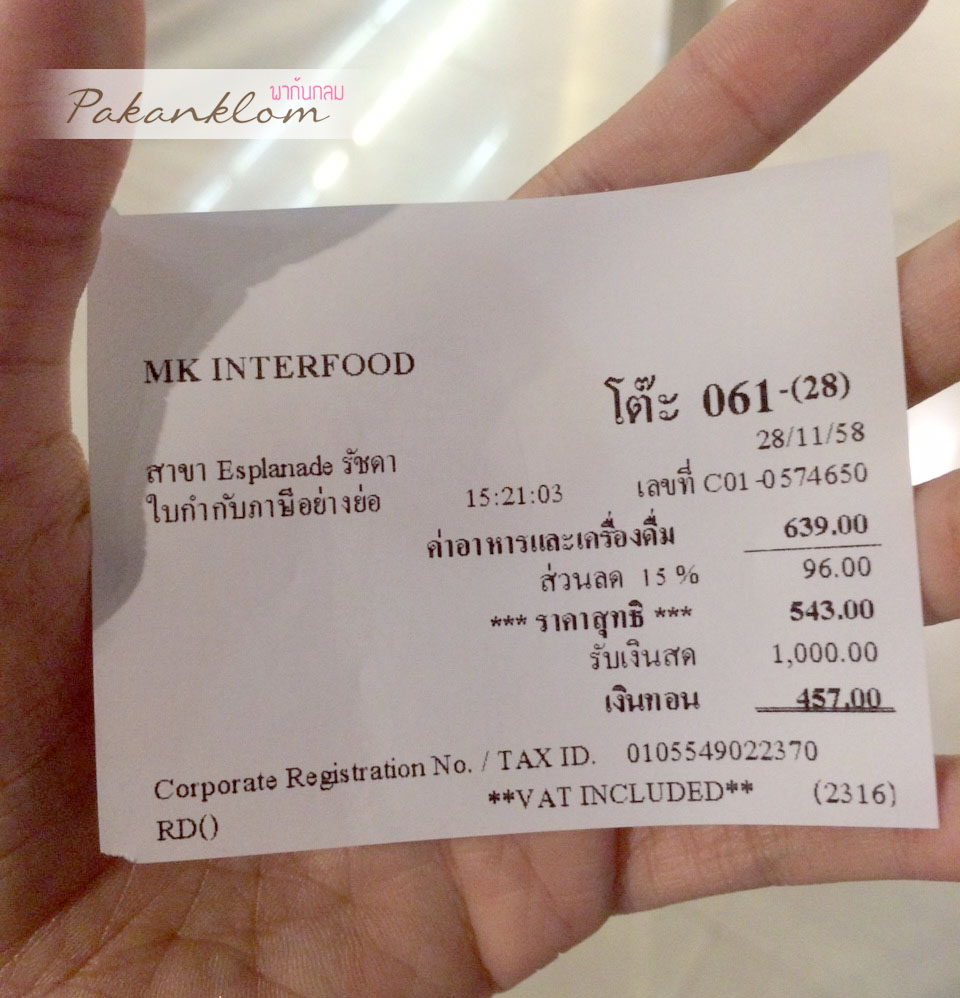 พากันกลม
Pakanklom
MK INTERFOOD
โต๊ะ 061-(28)
28/11/58
สาขา Esplanade รัชดา
ใบกำกับภาษีอย่างย่อ 15:21:03 เลขที่ C01-0574650
ค่าอาหารและเครื่องดื่ม 639.00
ส่วนลด 15 % 96.00
*** ราคาสุทธิ *** 543.00
รับเงินสด 1,000.00
เงินทอน 457.00
Corporate Registration No. / TAX ID. 0105549022370
**VAT INCLUDED** (2316)
RD()